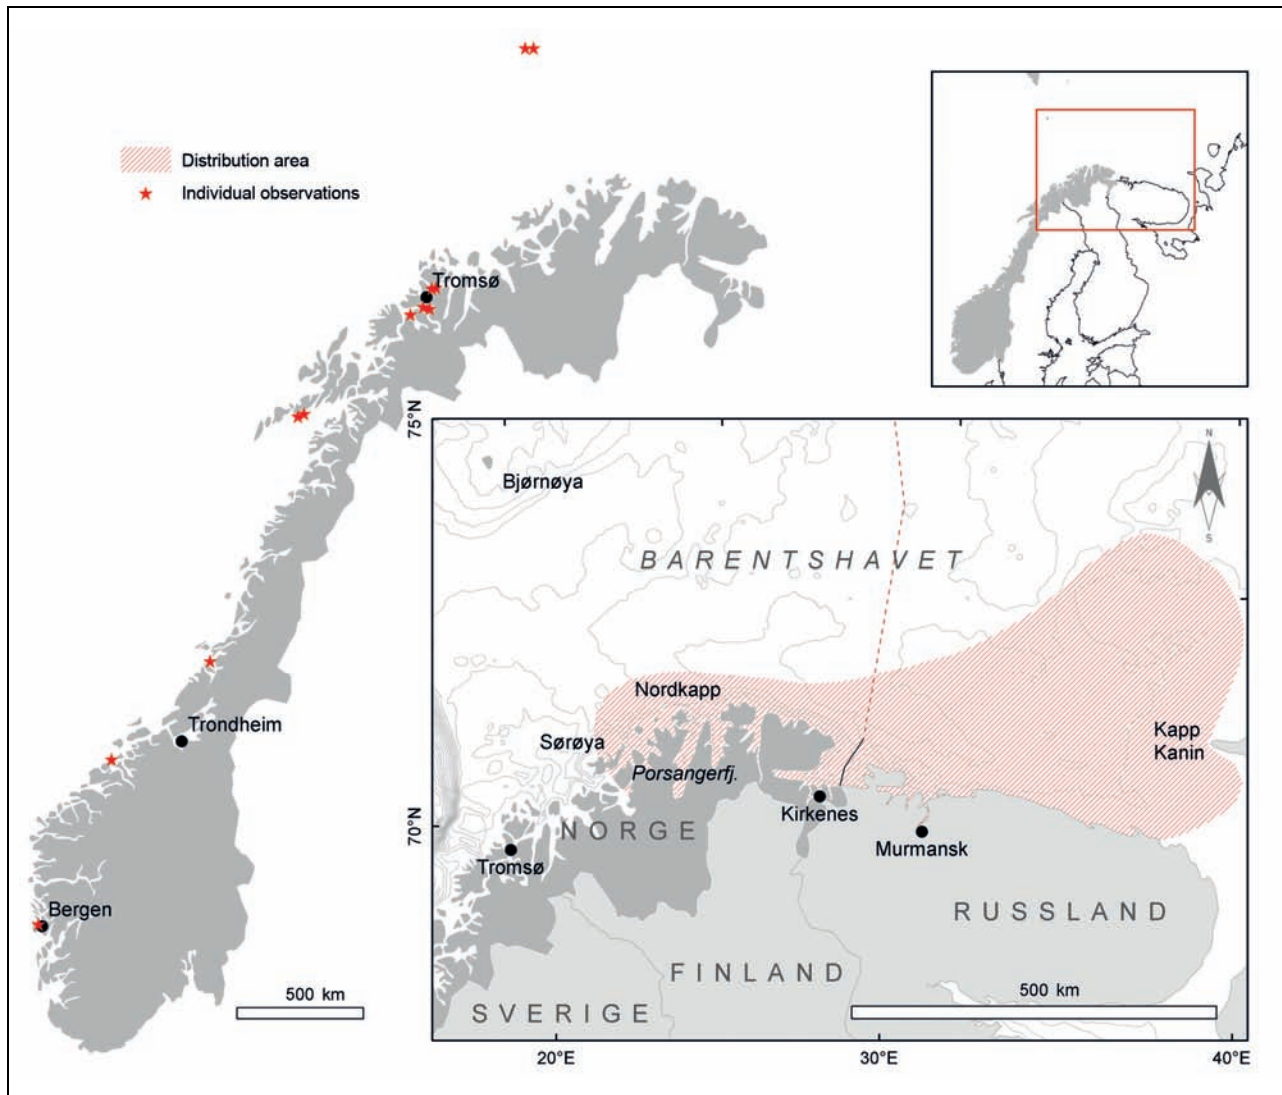 Distribution area
Individual observations
Tromsø
Trondheim
Bergen
500 km
75°N
70°N
N
S
Bjørnøya
BARENTSHAVET
Nordkapp
Sørøya
Porsangerfj.
Kapp
Kanin
Kirkenes
NORGE
Murmansk
Tromsø
RUSSLAND
FINLAND
SVERIGE
500 km
20°E
30°E
40°E